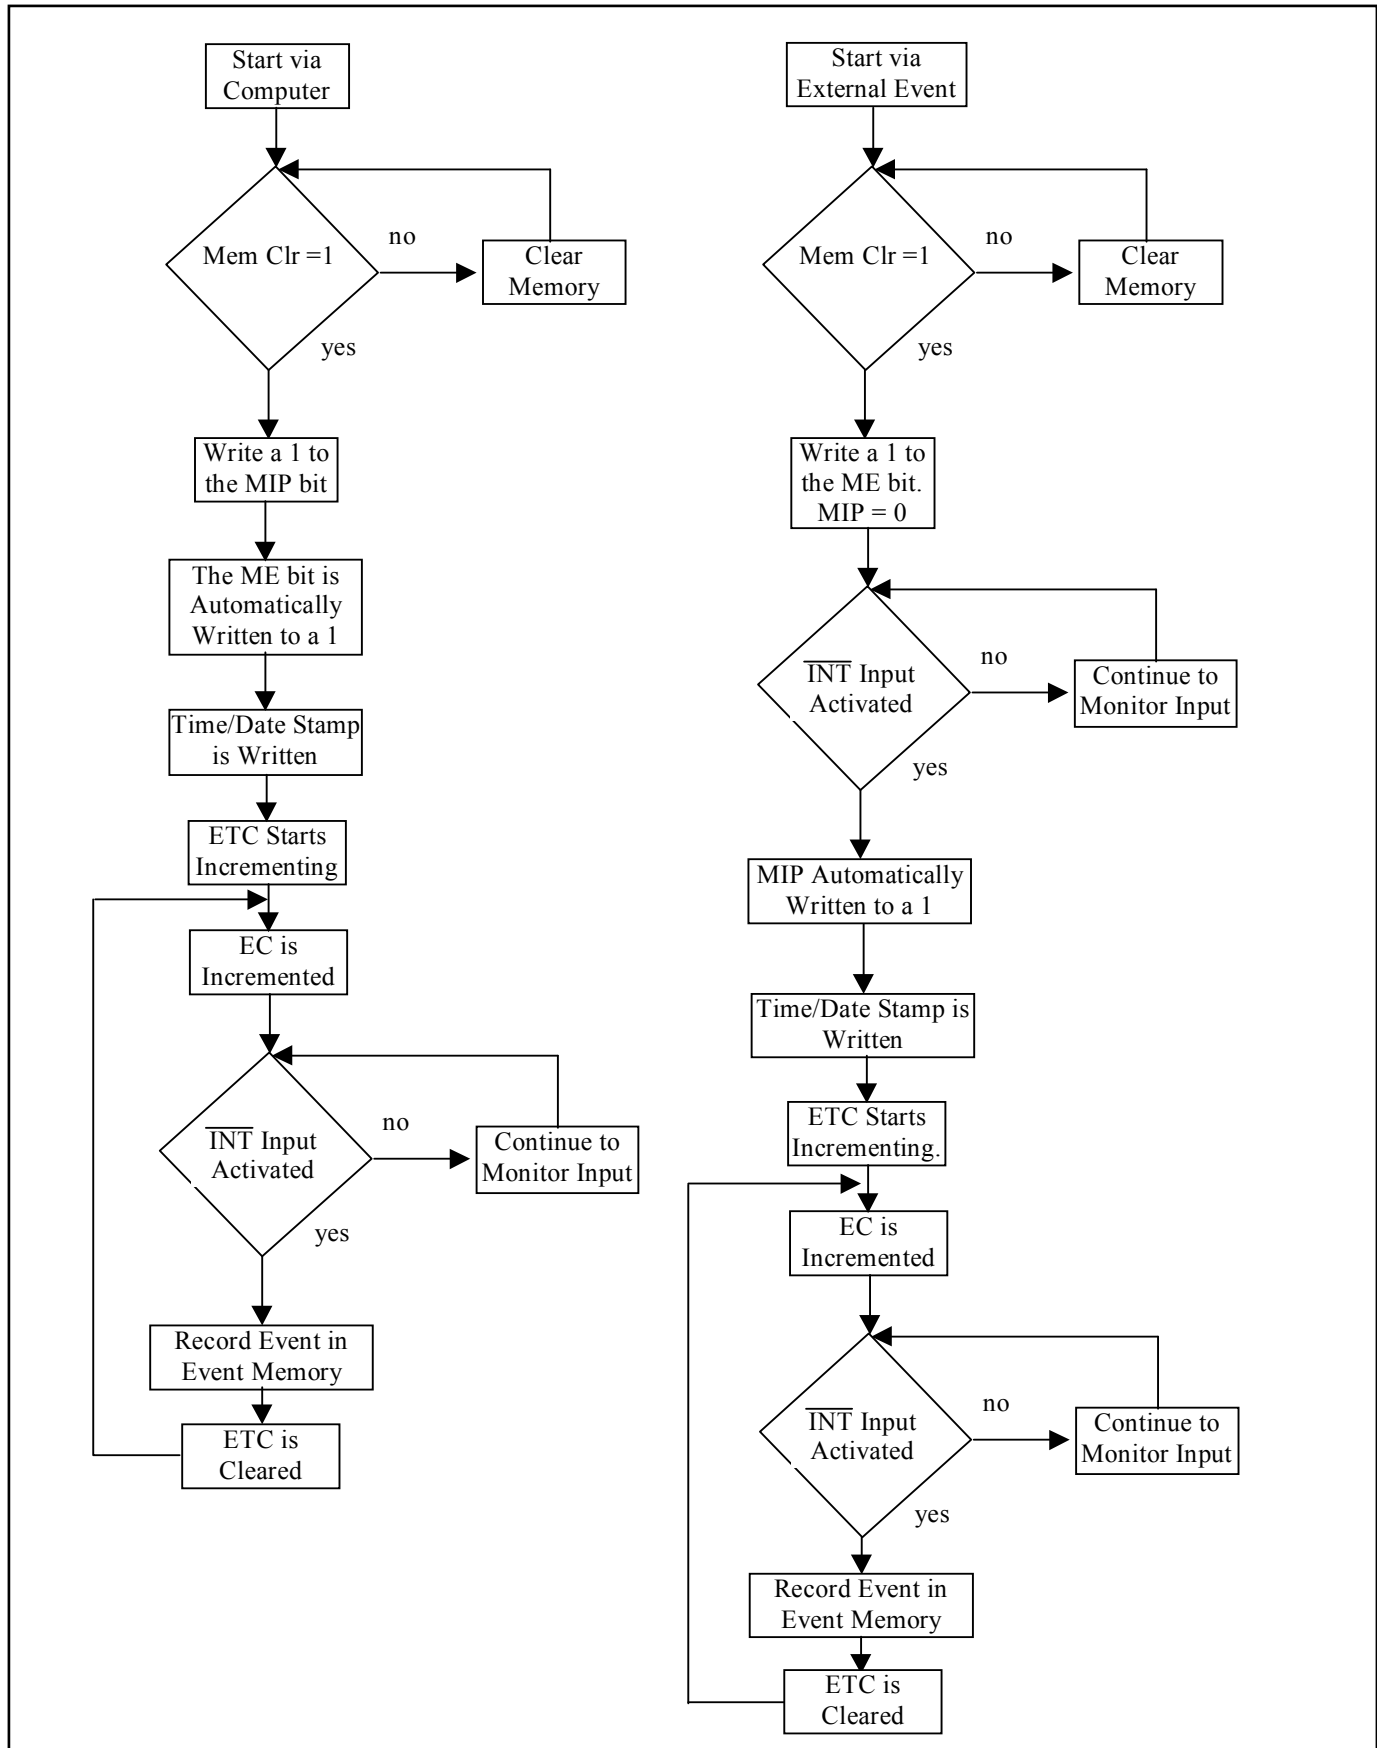 Start via
Computer
Mem Clr =1
no
Clear
Memory
yes
Write a 1 to
the MIP bit
The ME bit is
Automatically
Written to a 1
Time/Date Stamp
is Written
ETC Starts
Incrementing
EC is
Incremented
INT Input
Activated
no
Continue to
Monitor Input
yes
Record Event in
Event Memory
ETC is
Cleared
Start via
External Event
Mem Clr =1
no
Clear
Memory
yes
Write a 1 to
the ME bit.
MIP = 0
INT Input
Activated
no
Continue to
Monitor Input
yes
MIP Automatically
Written to a 1
Time/Date Stamp is
Written
ETC Starts
Incrementing.
EC is
Incremented
INT Input
Activated
no
Continue to
Monitor Input
yes
Record Event in
Event Memory
ETC is
Cleared